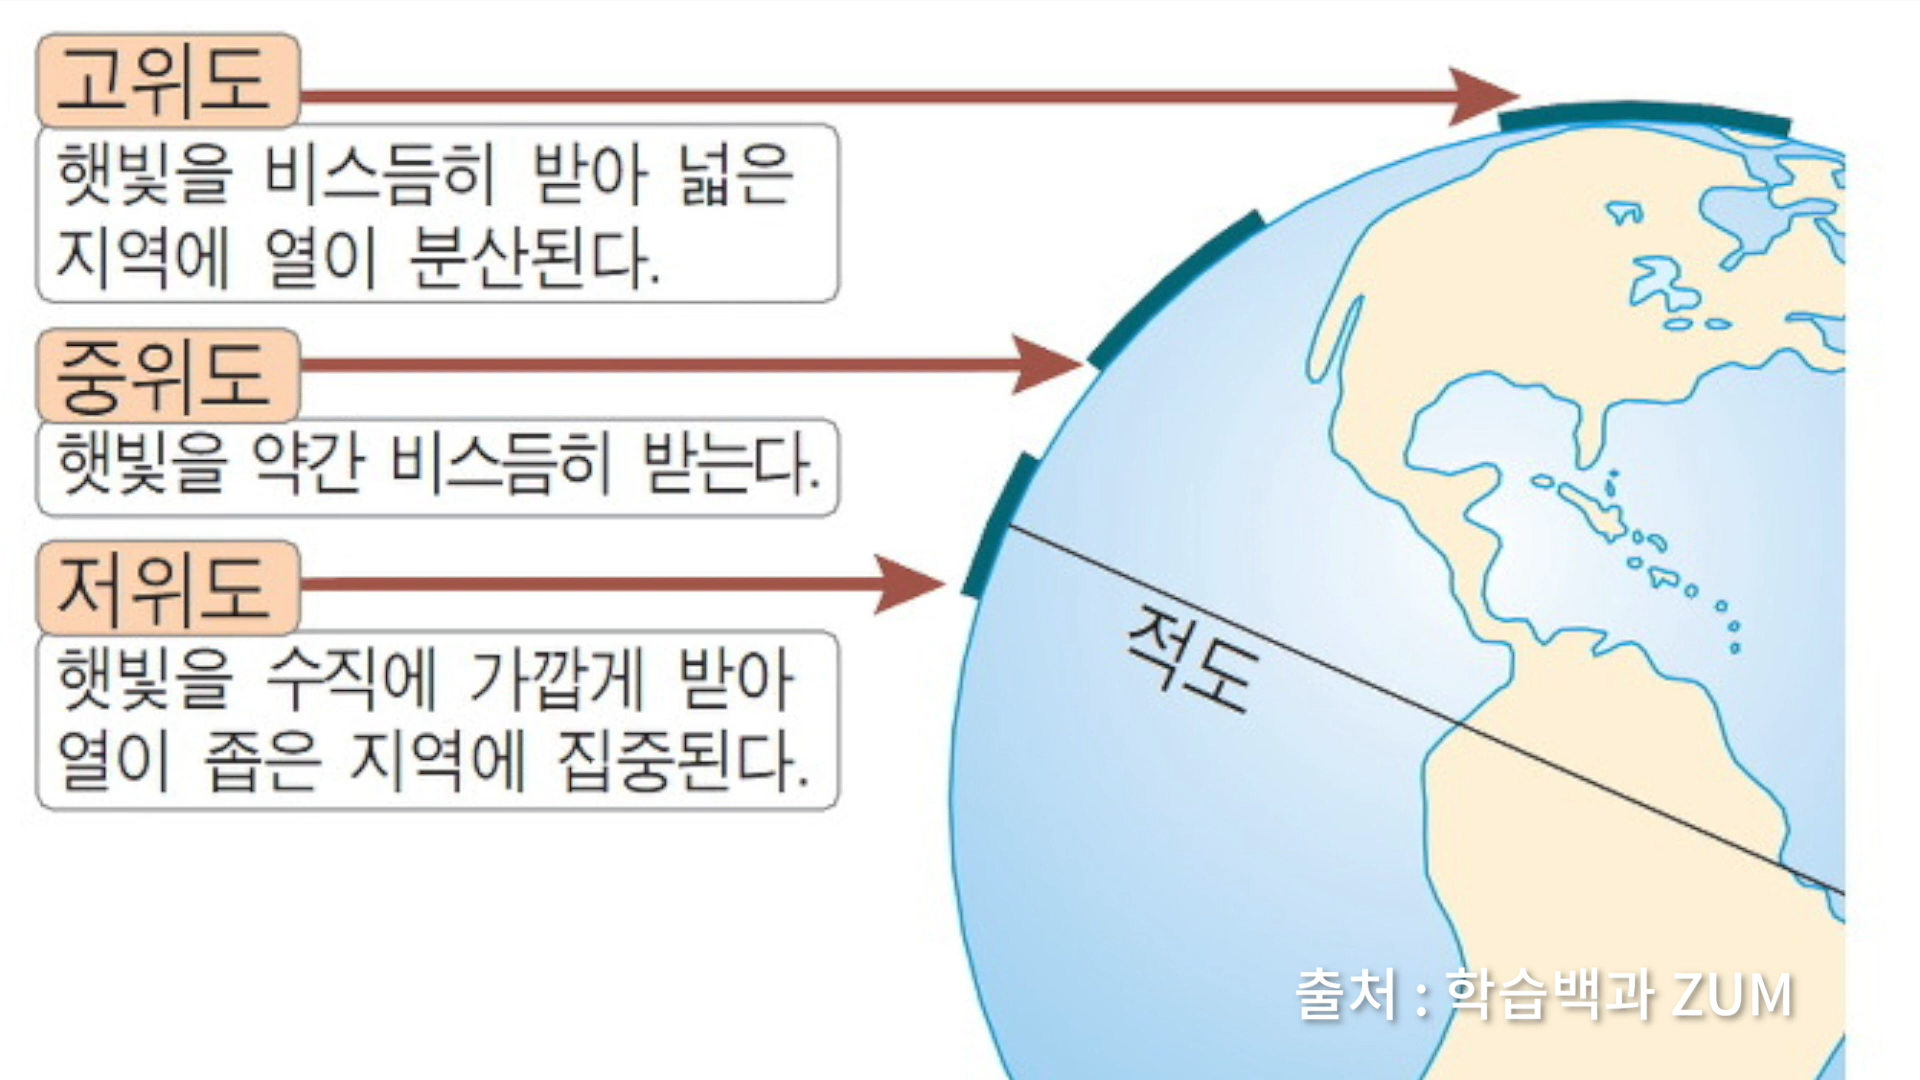 고위도
햇빛을 비스듬히 받아 넓은
지역에 열이 분산된다.
중위도
햇빛을 약간 비스듬히 받는다.
저위도
햇빛을 수직에 가깝게 받아
열이 좁은 지역에 집중된다.
적도
출처 : 학습백과 ZUM